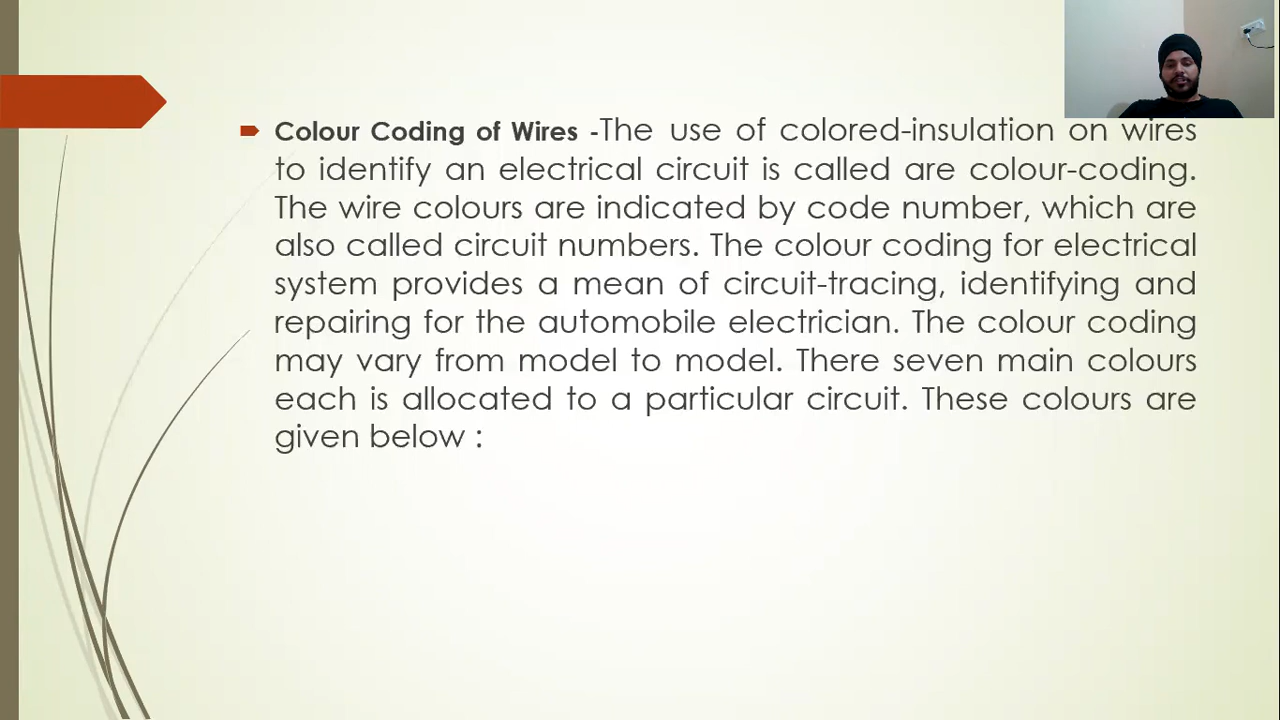 Colour Coding of Wires -The use of colored-insulation on wires
to identify an electrical circuit is called are colour-coding.
The wire colours are indicated by code number, which are
also called circuit numbers. The colour coding for electrical
system provides a mean of circuit-tracing, identifying and
repairing for the automobile electrician. The colour coding
may vary from model to model. There seven main colours
each is allocated to a particular circuit. These colours are
given below :